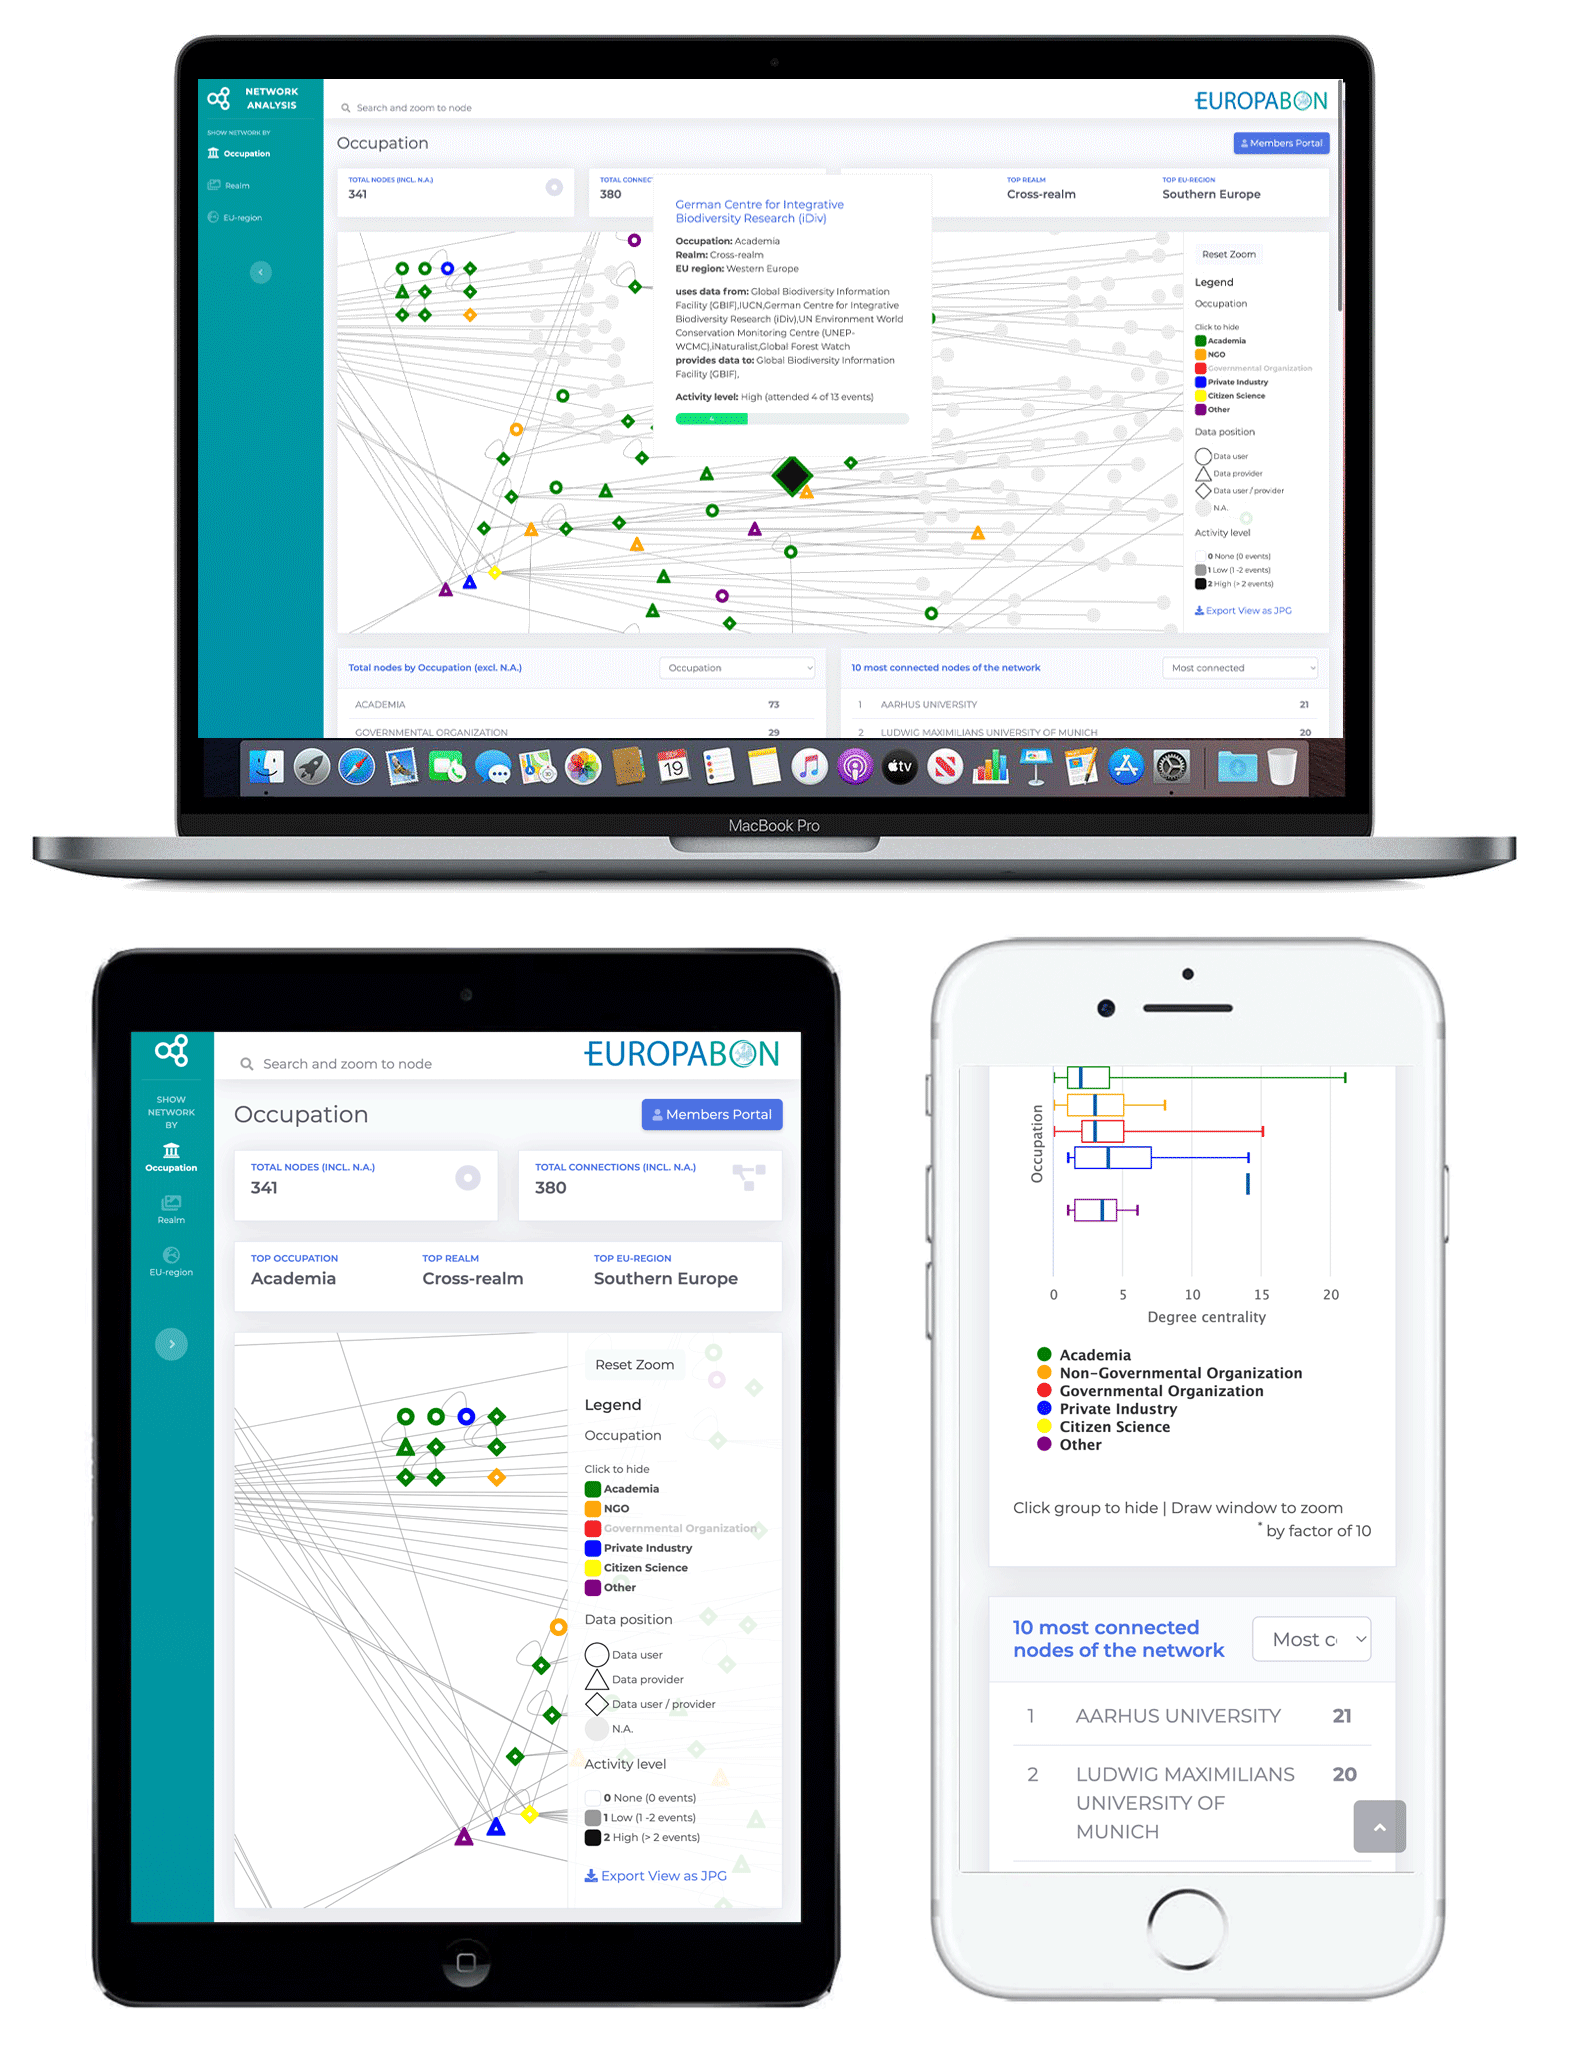 NETWORK
ANALYSIS
Search and zoom to node
EUROPABON
SHOW NETWORK BY
Occupation
Realm
EU-region
Occupation
Members Portal
TOTAL NODES (INCL. N.A.)
341
TOTAL CONNEC
380
TOP REALM
Cross-realm
TOP EU-REGION
Southern Europe
German Centre for Integrative
Biodiversity Research (iDiv)
Occupation: Academia
Realm: Cross-realm
EU region: Western Europe
uses data from: Global Biodiversity Information
Facility (GBIF),IUCN,German Centre for Integrative
Biodiversity Research (iDiv),UN Environment World
Conservation Monitoring Centre (UNEP-
WCMC),iNaturalist,Global Forest Watch
provides data to: Global Biodiversity Information
Facility (GBIF),
Activity level: High (attended 4 of 13 events)
Reset Zoom
Legend
Occupation
Click to hide
Academia
NGO
Governmental Organization
Private Industry
Citizen Science
Other
Data position
Data user
Data provider
Data user / provider
N.A.
Activity level
0 None (0 events)
1 Low (1 -2 events)
2 High (> 2 events)
Export View as JPG
Total nodes by Occupation (excl. N.A.)
Occupation
ACADEMIA 73
GOVERNMENTAL ORGANIZATION 29
10 most connected nodes of the network
Most connected
1 AARHUS UNIVERSITY 21
2 LUDWIG MAXIMILIANS UNIVERSITY OF MUNICH 20
19
tv
MacBook Pro
Search and zoom to node
EUROPABON
SHOW
NETWORK
BY
Occupation
Realm
EU-region
Occupation
Members Portal
TOTAL NODES (INCL. N.A.)
341
TOTAL CONNECTIONS (INCL. N.A.)
380
TOP OCCUPATION
Academia
TOP REALM
Cross-realm
TOP EU-REGION
Southern Europe
Reset Zoom
Legend
Occupation
Click to hide
Academia
NGO
Governmental Organization
Private Industry
Citizen Science
Other
Data position
Data user
Data provider
Data user / provider
N.A.
Activity level
0 None (0 events)
1 Low (1 -2 events)
2 High (> 2 events)
Export View as JPG
Occupation
0 5 10 15 20
Degree centrality
Academia
Non-Governmental Organization
Governmental Organization
Private Industry
Citizen Science
Other
Click group to hide | Draw window to zoom
* by factor of 10
10 most connected
nodes of the network
Most c
1 AARHUS UNIVERSITY 21
2 LUDWIG MAXIMILIANS 20
UNIVERSITY OF
MUNICH